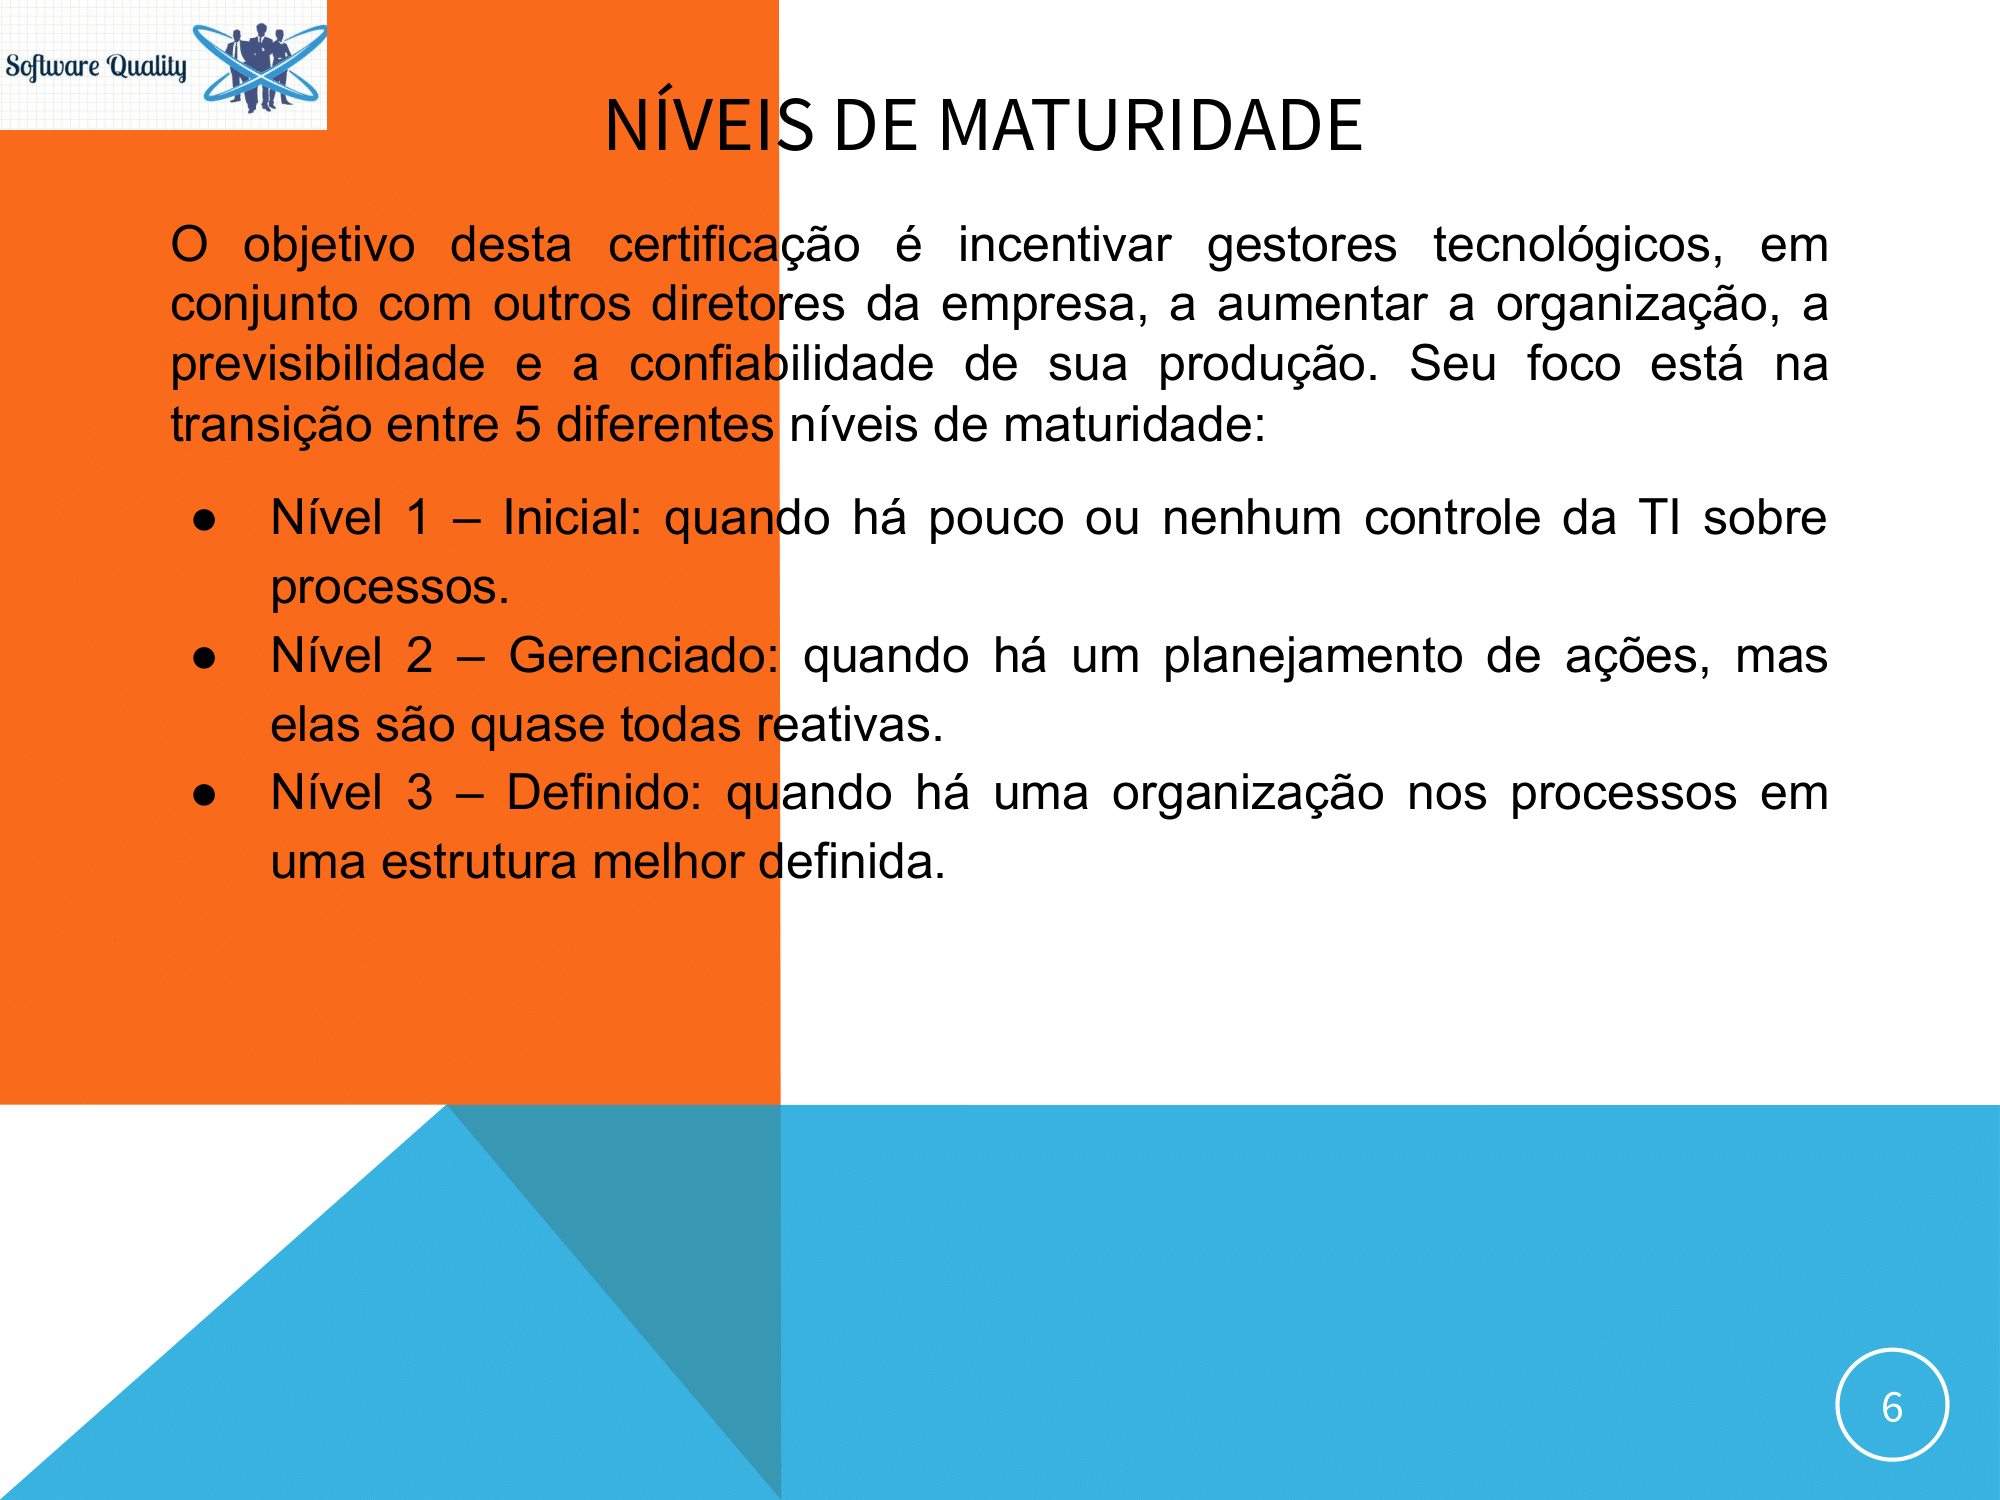 Software Quality
NÍVEIS DE MATURIDADE
O objetivo desta certificação é incentivar gestores tecnológicos, em
conjunto com outros diretores da empresa, a aumentar a organização, a
previsibilidade e a confiabilidade de sua produção. Seu foco está na
transição entre 5 diferentes níveis de maturidade:
● Nível 1 – Inicial: quando há pouco ou nenhum controle da TI sobre
processos.
● Nível 2 – Gerenciado: quando há um planejamento de ações, mas
elas são quase todas reativas.
● Nível 3 – Definido: quando há uma organização nos processos em
uma estrutura melhor definida.
6